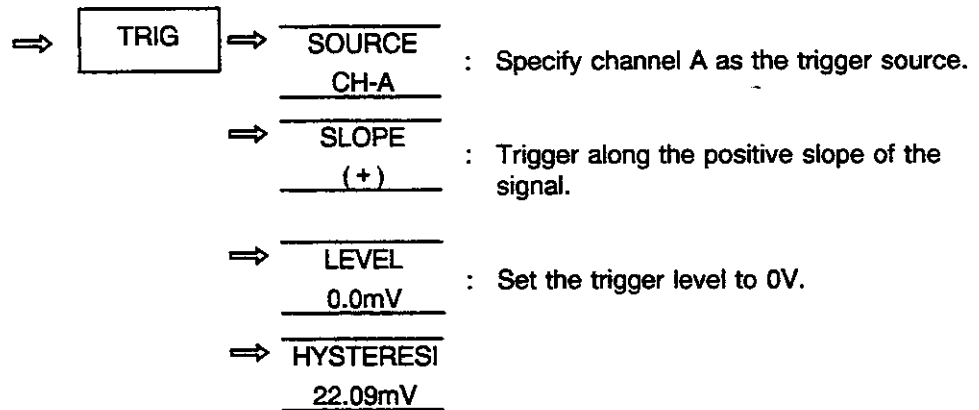 ⇒ TRIG ⇒ SOURCE
CH-A
: Specify channel A as the trigger source.
⇒ SLOPE
(+)
: Trigger along the positive slope of the
signal.
⇒ LEVEL
0.0mV
: Set the trigger level to 0V.
⇒ HYSTERESI
22.09mV